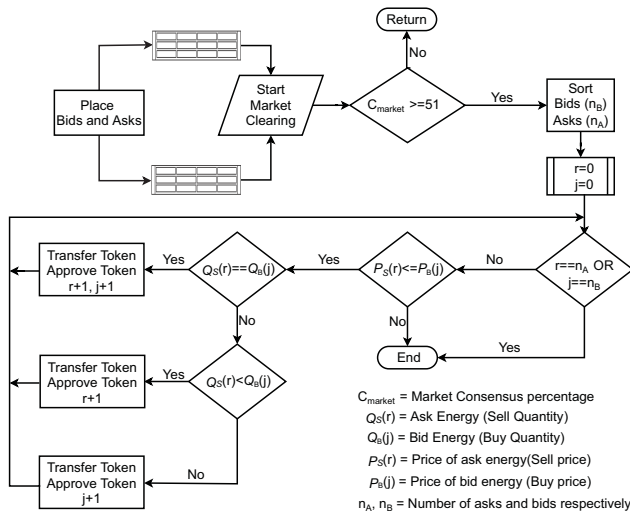 Return
No
Place
Bids and Asks
Start
Market
Clearing
C_market >=51
Yes
Sort
Bids (n_B)
Asks (n_A)
r=0
j=0
Transfer Token
Approve Token
r+1, j+1
Yes
Q_S(r)==Q_B(j)
Yes
P_S(r)<=P_B(j)
No
r==n_A OR
j==n_B
No
No
Yes
End
Transfer Token
Approve Token
r+1
Yes
Q_S(r)<Q_B(j)
No
Transfer Token
Approve Token
j+1
C_market = Market Consensus percentage
Q_S(r) = Ask Energy (Sell Quantity)
Q_B(j) = Bid Energy (Buy Quantity)
P_S(r) = Price of ask energy(Sell price)
P_B(j) = Price of bid energy (Buy price)
n_A, n_B = Number of asks and bids respectively